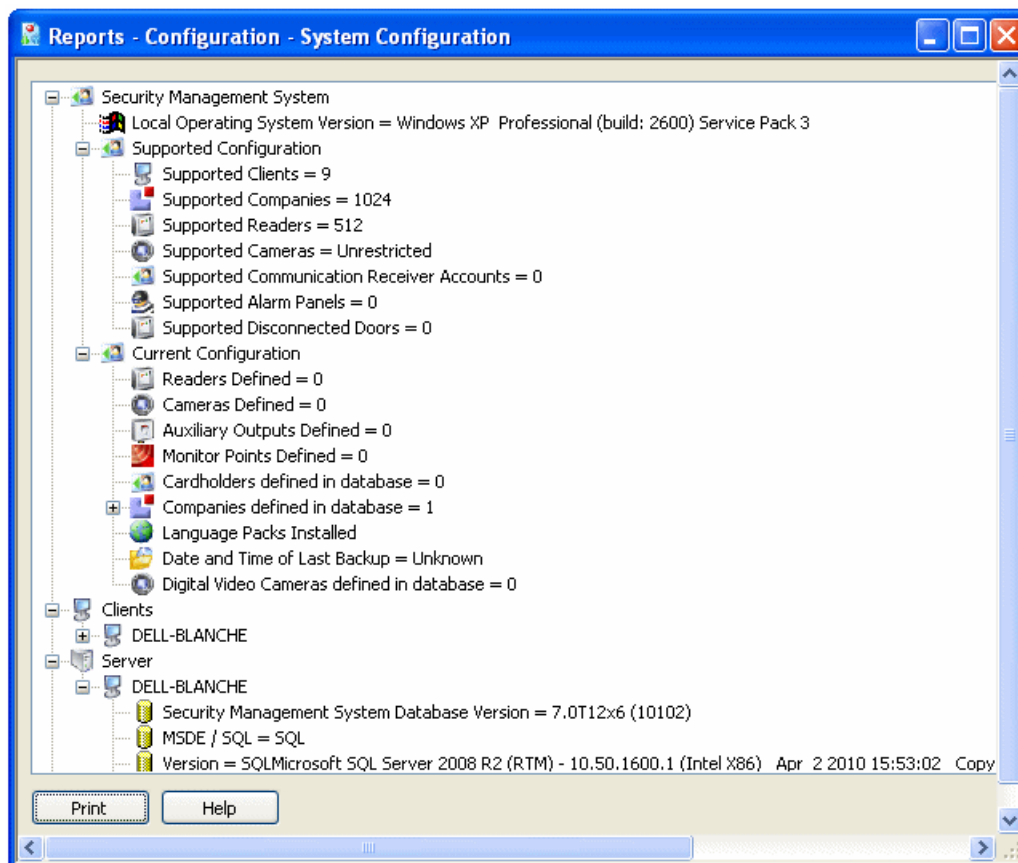 Reports - Configuration - System Configuration
Security Management System
Local Operating System Version = Windows XP  Professional (build: 2600) Service Pack 3
Supported Configuration
Supported Clients = 9
Supported Companies = 1024
Supported Readers = 512
Supported Cameras = Unrestricted
Supported Communication Receiver Accounts = 0
Supported Alarm Panels = 0
Supported Disconnected Doors = 0
Current Configuration
Readers Defined = 0
Cameras Defined = 0
Auxiliary Outputs Defined = 0
Monitor Points Defined = 0
Cardholders defined in database = 0
Companies defined in database = 1
Language Packs Installed
Date and Time of Last Backup = Unknown
Digital Video Cameras defined in database = 0
Clients
DELL-BLANCHE
Server
DELL-BLANCHE
Security Management System Database Version = 7.0T12x6 (10102)
MSDE / SQL = SQL
Version = SQLMicrosoft SQL Server 2008 R2 (RTM) - 10.50.1600.1 (Intel X86)   Apr  2 2010 15:53:02   Copy
Print
Help